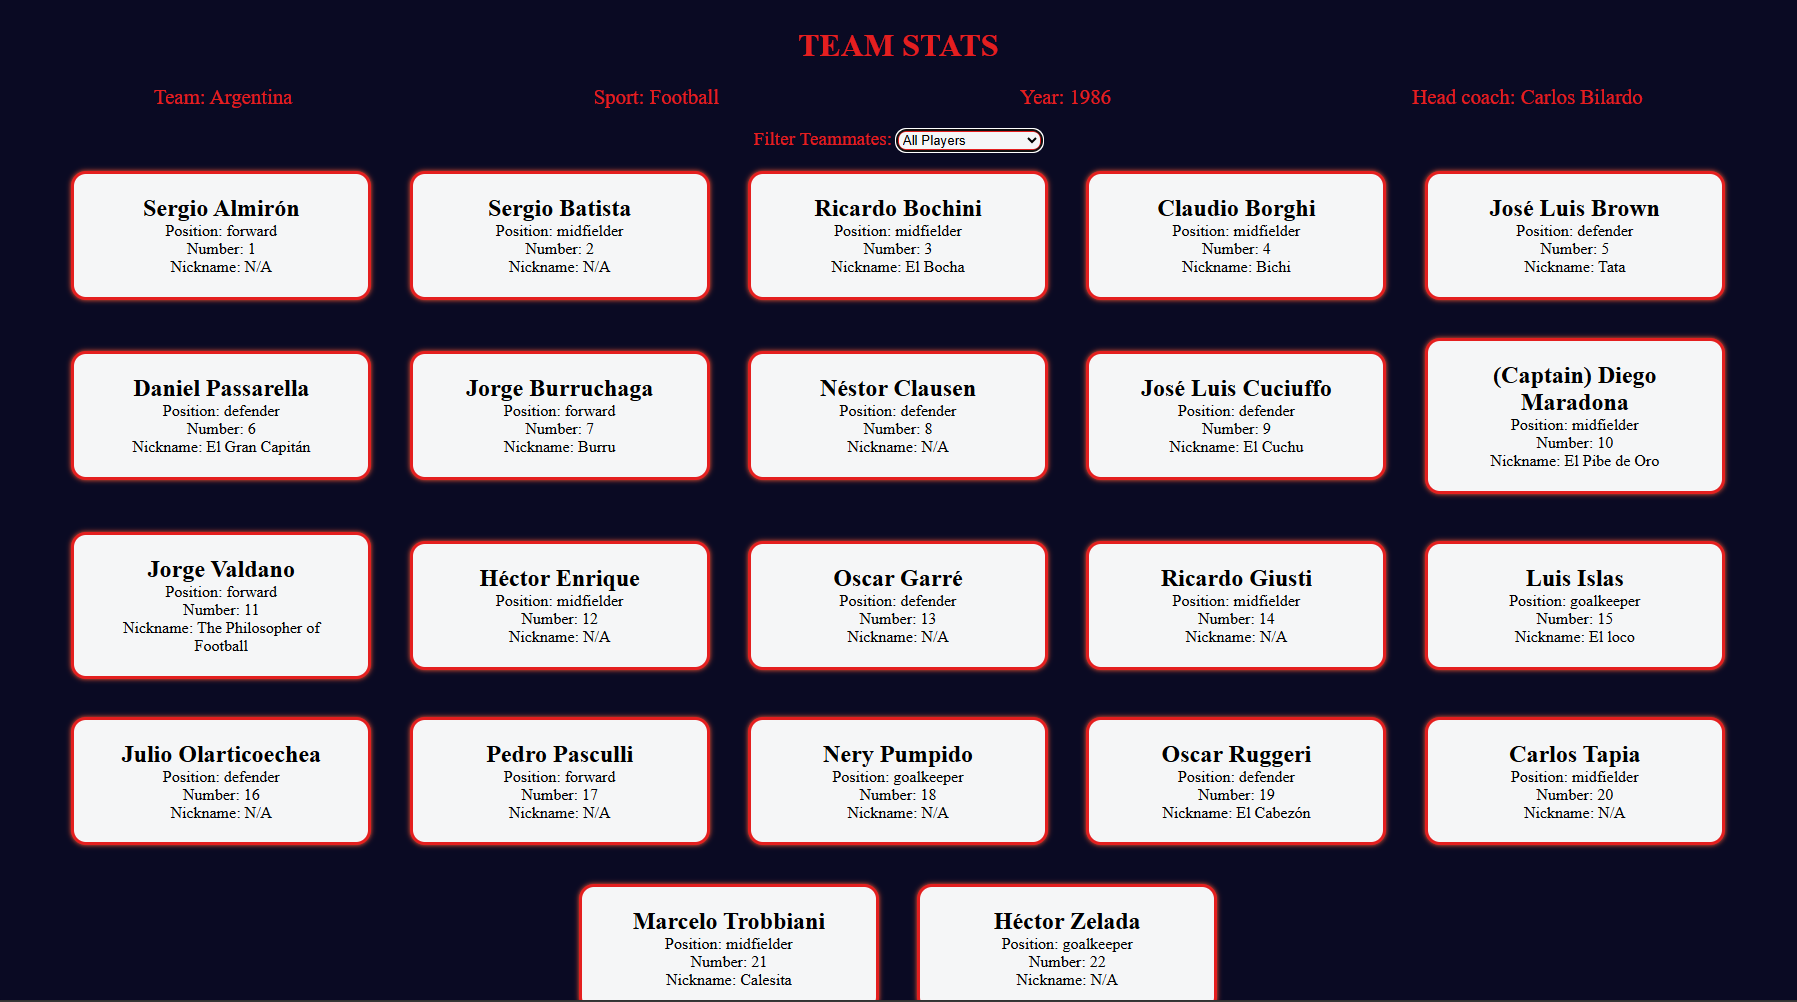 TEAM STATS
Team: Argentina
Sport: Football
Year: 1986
Head coach: Carlos Bilardo
Filter Teammates: All Players
Sergio Almirón
Position: forward
Number: 1
Nickname: N/A
Sergio Batista
Position: midfielder
Number: 2
Nickname: N/A
Ricardo Bochini
Position: midfielder
Number: 3
Nickname: El Bocha
Claudio Borghi
Position: midfielder
Number: 4
Nickname: Bichi
José Luis Brown
Position: defender
Number: 5
Nickname: Tata
Daniel Passarella
Position: defender
Number: 6
Nickname: El Gran Capitán
Jorge Burruchaga
Position: forward
Number: 7
Nickname: Burru
Néstor Clausen
Position: defender
Number: 8
Nickname: N/A
José Luis Cuciuffo
Position: defender
Number: 9
Nickname: El Cuchu
(Captain) Diego
Maradona
Position: midfielder
Number: 10
Nickname: El Pibe de Oro
Jorge Valdano
Position: forward
Number: 11
Nickname: The Philosopher of
Football
Héctor Enrique
Position: midfielder
Number: 12
Nickname: N/A
Oscar Garré
Position: defender
Number: 13
Nickname: N/A
Ricardo Giusti
Position: midfielder
Number: 14
Nickname: N/A
Luis Islas
Position: goalkeeper
Number: 15
Nickname: El loco
Julio Olarticoechea
Position: defender
Number: 16
Nickname: N/A
Pedro Pasculli
Position: forward
Number: 17
Nickname: N/A
Nery Pumpido
Position: goalkeeper
Number: 18
Nickname: N/A
Oscar Ruggeri
Position: defender
Number: 19
Nickname: El Cabezón
Carlos Tapia
Position: midfielder
Number: 20
Nickname: N/A
Marcelo Trobbiani
Position: midfielder
Number: 21
Nickname: Calesita
Héctor Zelada
Position: goalkeeper
Number: 22
Nickname: N/A